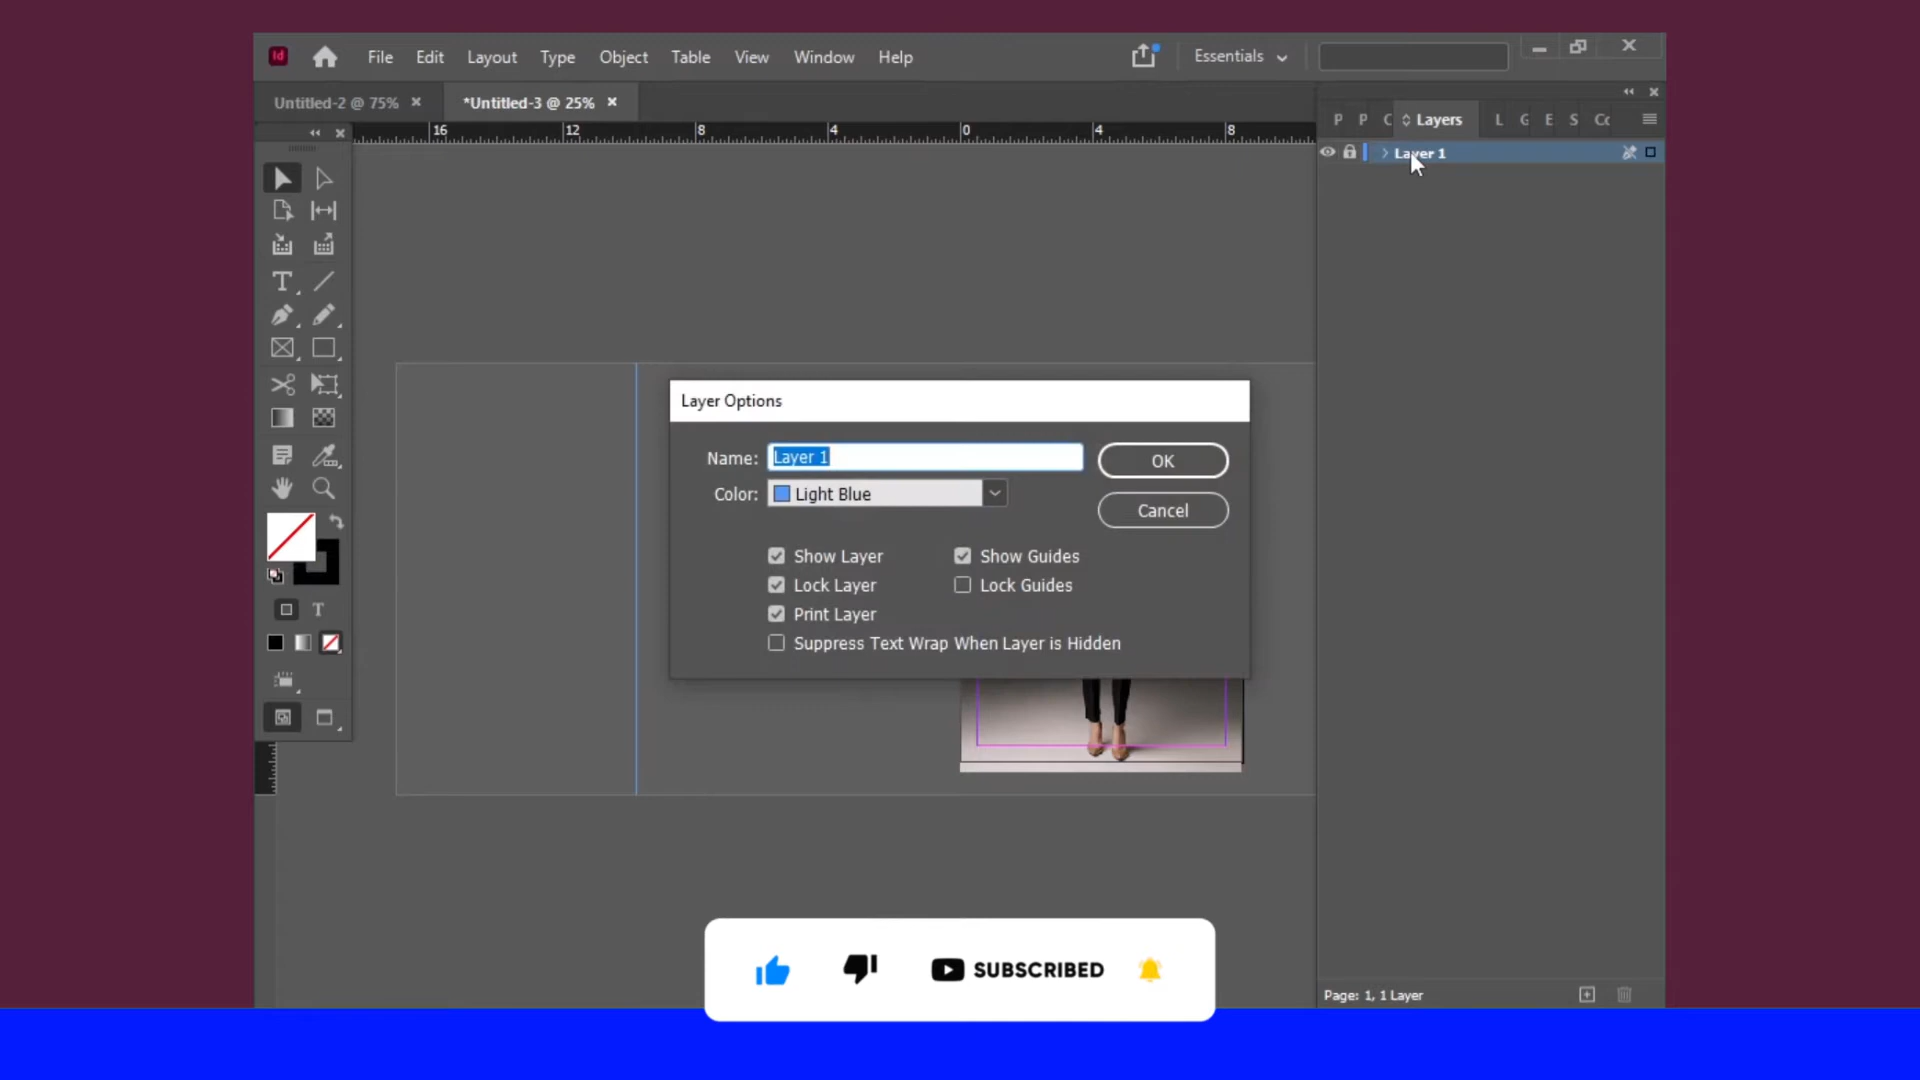 Id File Edit Layout Type Object Table View Window Help Essentials
Untitled-2 @ 75% *Untitled-3 @ 25%
16 12 8 4 0 4 8
P P C Layers L G E S Cc
Layer 1
Layer Options
Name: Layer 1 OK
Color: Light Blue
Cancel
Show Layer Show Guides
Lock Layer Lock Guides
Print Layer
Suppress Text Wrap When Layer is Hidden
T
T
SUBSCRIBED
Page: 1, 1 Layer